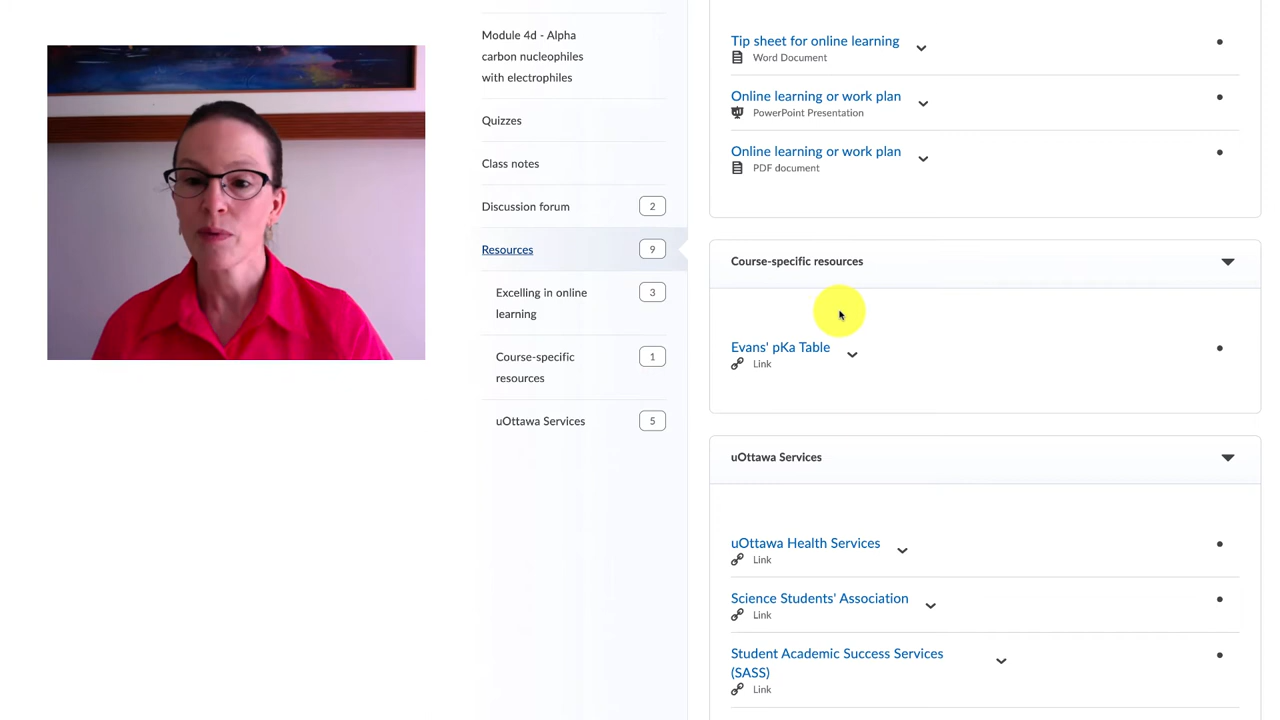 Module 4d - Alpha
carbon nucleophiles
with electrophiles
Quizzes
Class notes
Discussion forum 2
Resources 9
Excelling in online
learning 3
Course-specific
resources 1
uOttawa Services 5
Tip sheet for online learning
Word Document
Online learning or work plan
PowerPoint Presentation
Online learning or work plan
PDF document
Course-specific resources
Evans' pKa Table
Link
uOttawa Services
uOttawa Health Services
Link
Science Students' Association
Link
Student Academic Success Services
(SASS)
Link